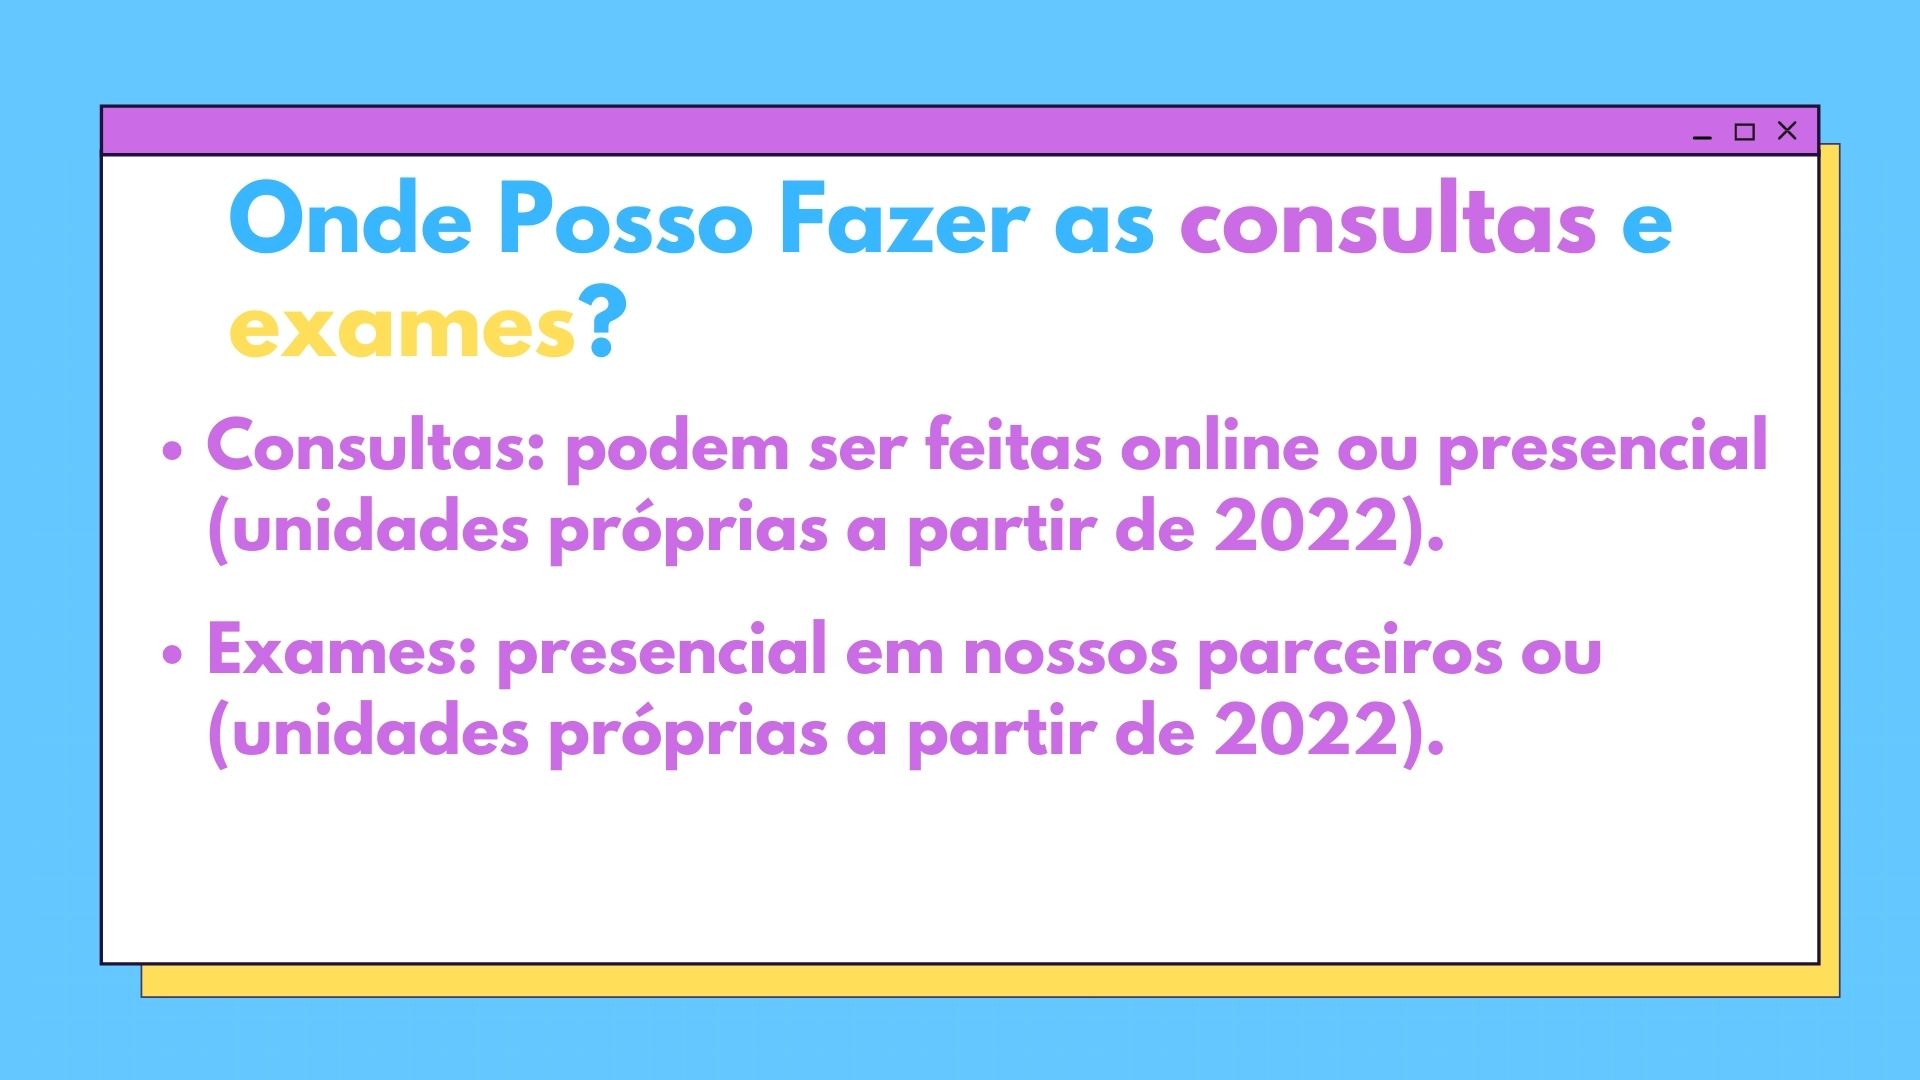 Onde Posso Fazer as consultas e
exames?
• Consultas: podem ser feitas online ou presencial
(unidades próprias a partir de 2022).
• Exames: presencial em nossos parceiros ou
(unidades próprias a partir de 2022).